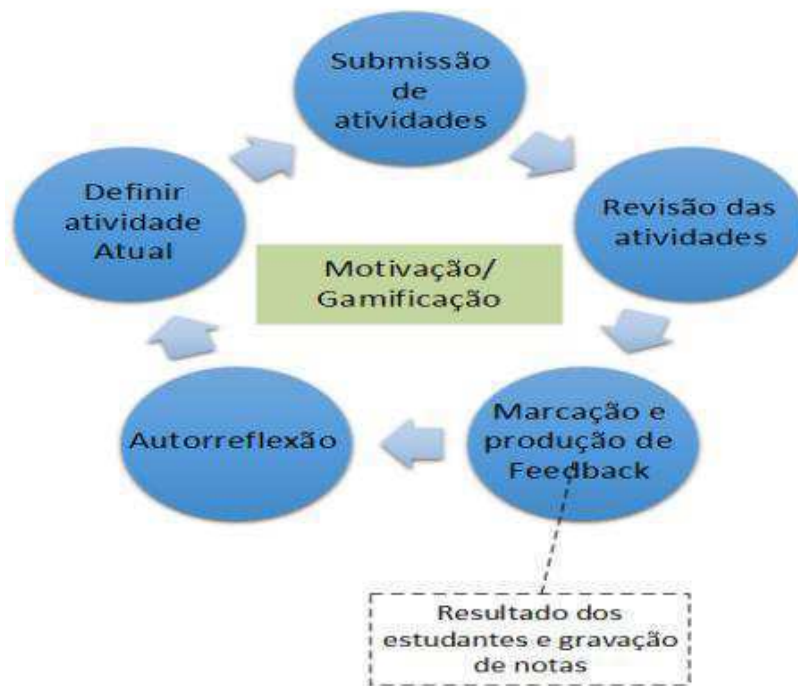 Submissão
de
atividades
Revisão das
atividades
Marcação e
produção de
Feedback
Resultado dos
estudantes e gravação
de notas
Autorreflexão
Definir
atividade
Atual
Motivação/
Gamificação